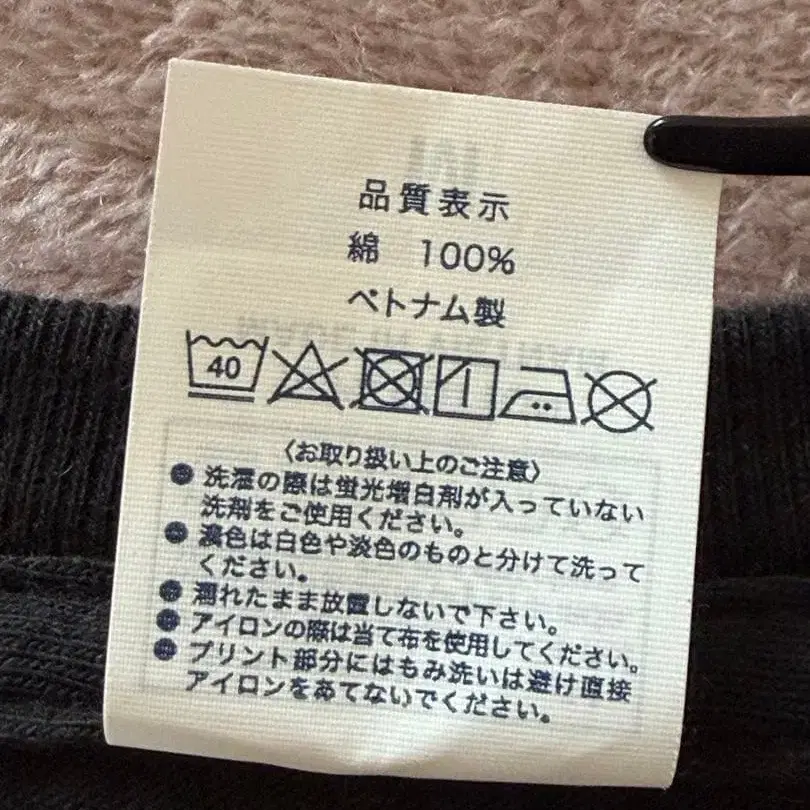 品質表示
綿　100%
ベトナム製
40
〈お取り扱い上のご注意〉
●洗濯の際は蛍光増白剤が入っていない
洗剤をご使用ください。
●濃色は白色や淡色のものと分けて洗って
ください。
●濡れたまま放置しないで下さい。
●アイロンの際は当て布を使用してください。
●プリント部分にはもみ洗いは避け直接
アイロンをあてないでください。